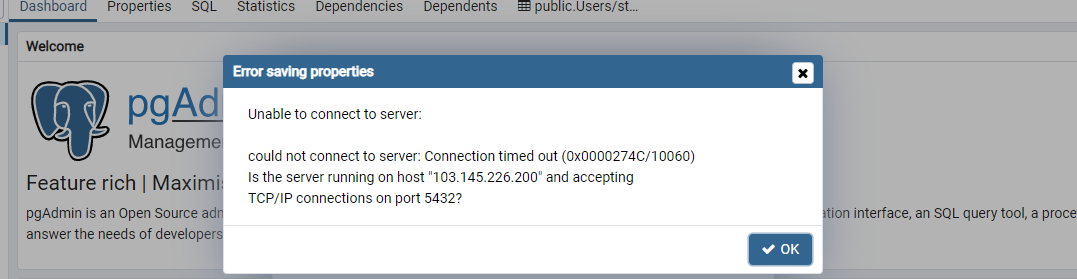 Dashboard Properties SQL Statistics Dependencies Dependents public.Users/st...
Welcome
Error saving properties
Unable to connect to server:
could not connect to server: Connection timed out (0x0000274C/10060)
Is the server running on host "103.145.226.200" and accepting
TCP/IP connections on port 5432?
OK
pgAd
Manageme
Feature rich | Maximis
pgAdmin is an Open Source adm ation interface, an SQL query tool, a proce
answer the needs of developers